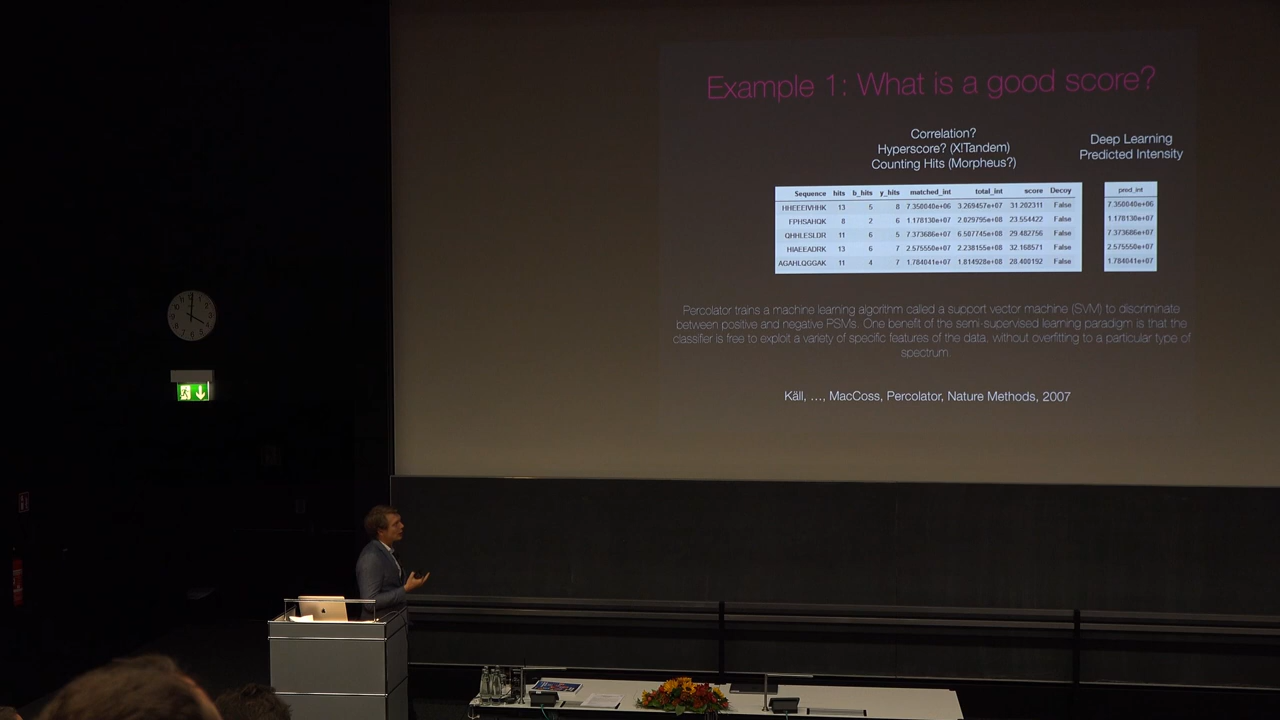 Example 1: What is a good score?
Correlation?
Hyperscore? (X!Tandem)
Counting Hits (Morpheus?)
Deep Learning
Predicted Intensity
Sequence hits b_hits y_hits matched_int total_int score Decoy
HHEEEIVHHK 13 5 8 7.350040e+06 3.269457e+07 31.202311 False
FPHSAHQK 8 2 6 1.178130e+07 2.029795e+08 23.554422 False
QHHLESLDR 11 6 5 7.373686e+07 6.507745e+08 29.482756 False
HIAEEADRK 13 6 7 2.575550e+07 2.238155e+08 32.168571 False
AGAHLQGGAK 11 4 7 1.784041e+07 1.814928e+08 28.400192 False
pred_int
7.350040e+06
1.178130e+07
7.373686e+07
2.575550e+07
1.784041e+07
Percolator trains a machine learning algorithm called a support vector machine (SVM) to discriminate
between positive and negative PSMs. One benefit of the semi-supervised learning paradigm is that the
classifier is free to exploit a variety of specific features of the data, without overfitting to a particular type of
spectrum
Käll, …, MacCoss, Percolator, Nature Methods, 2007